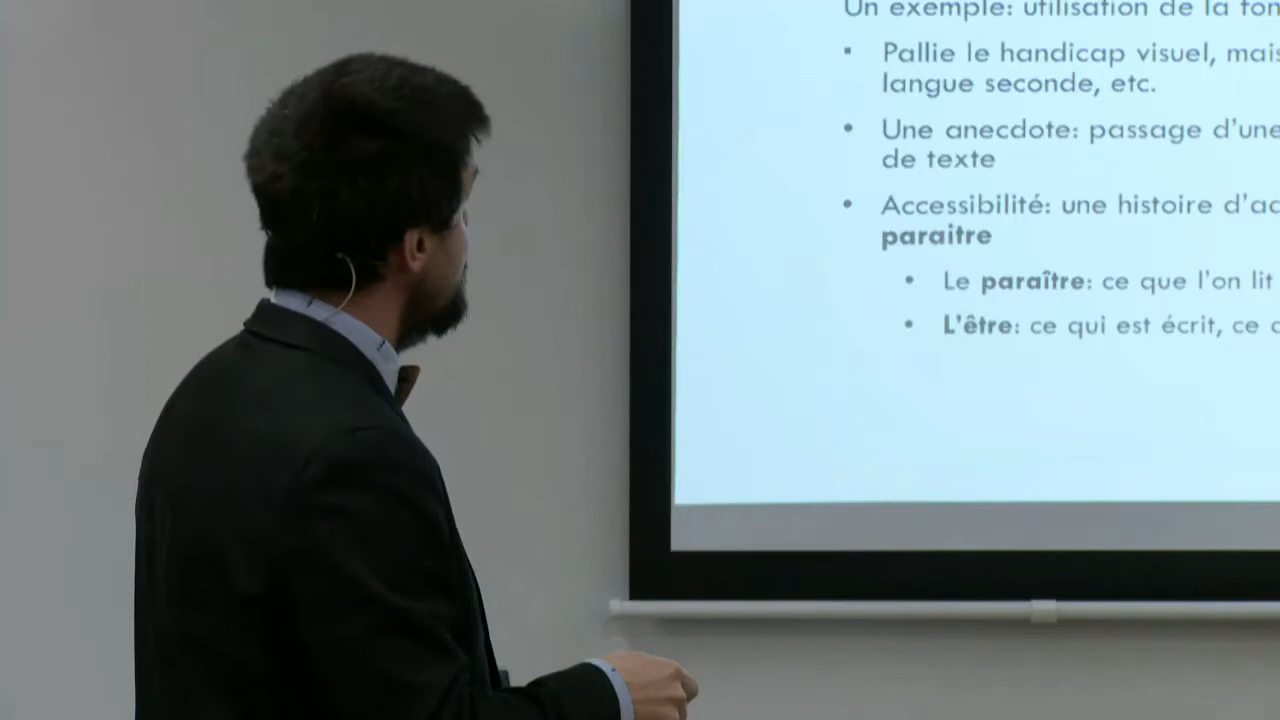 Un exemple: utilisation de la
Pallie le handicap visuel, mais
langue seconde, etc.
Une anecdote: passage d'une
de texte
Accessibilité: une histoire
paraitre
Le paraître: ce que l'on lit
L'être: ce qui est écrit, ce